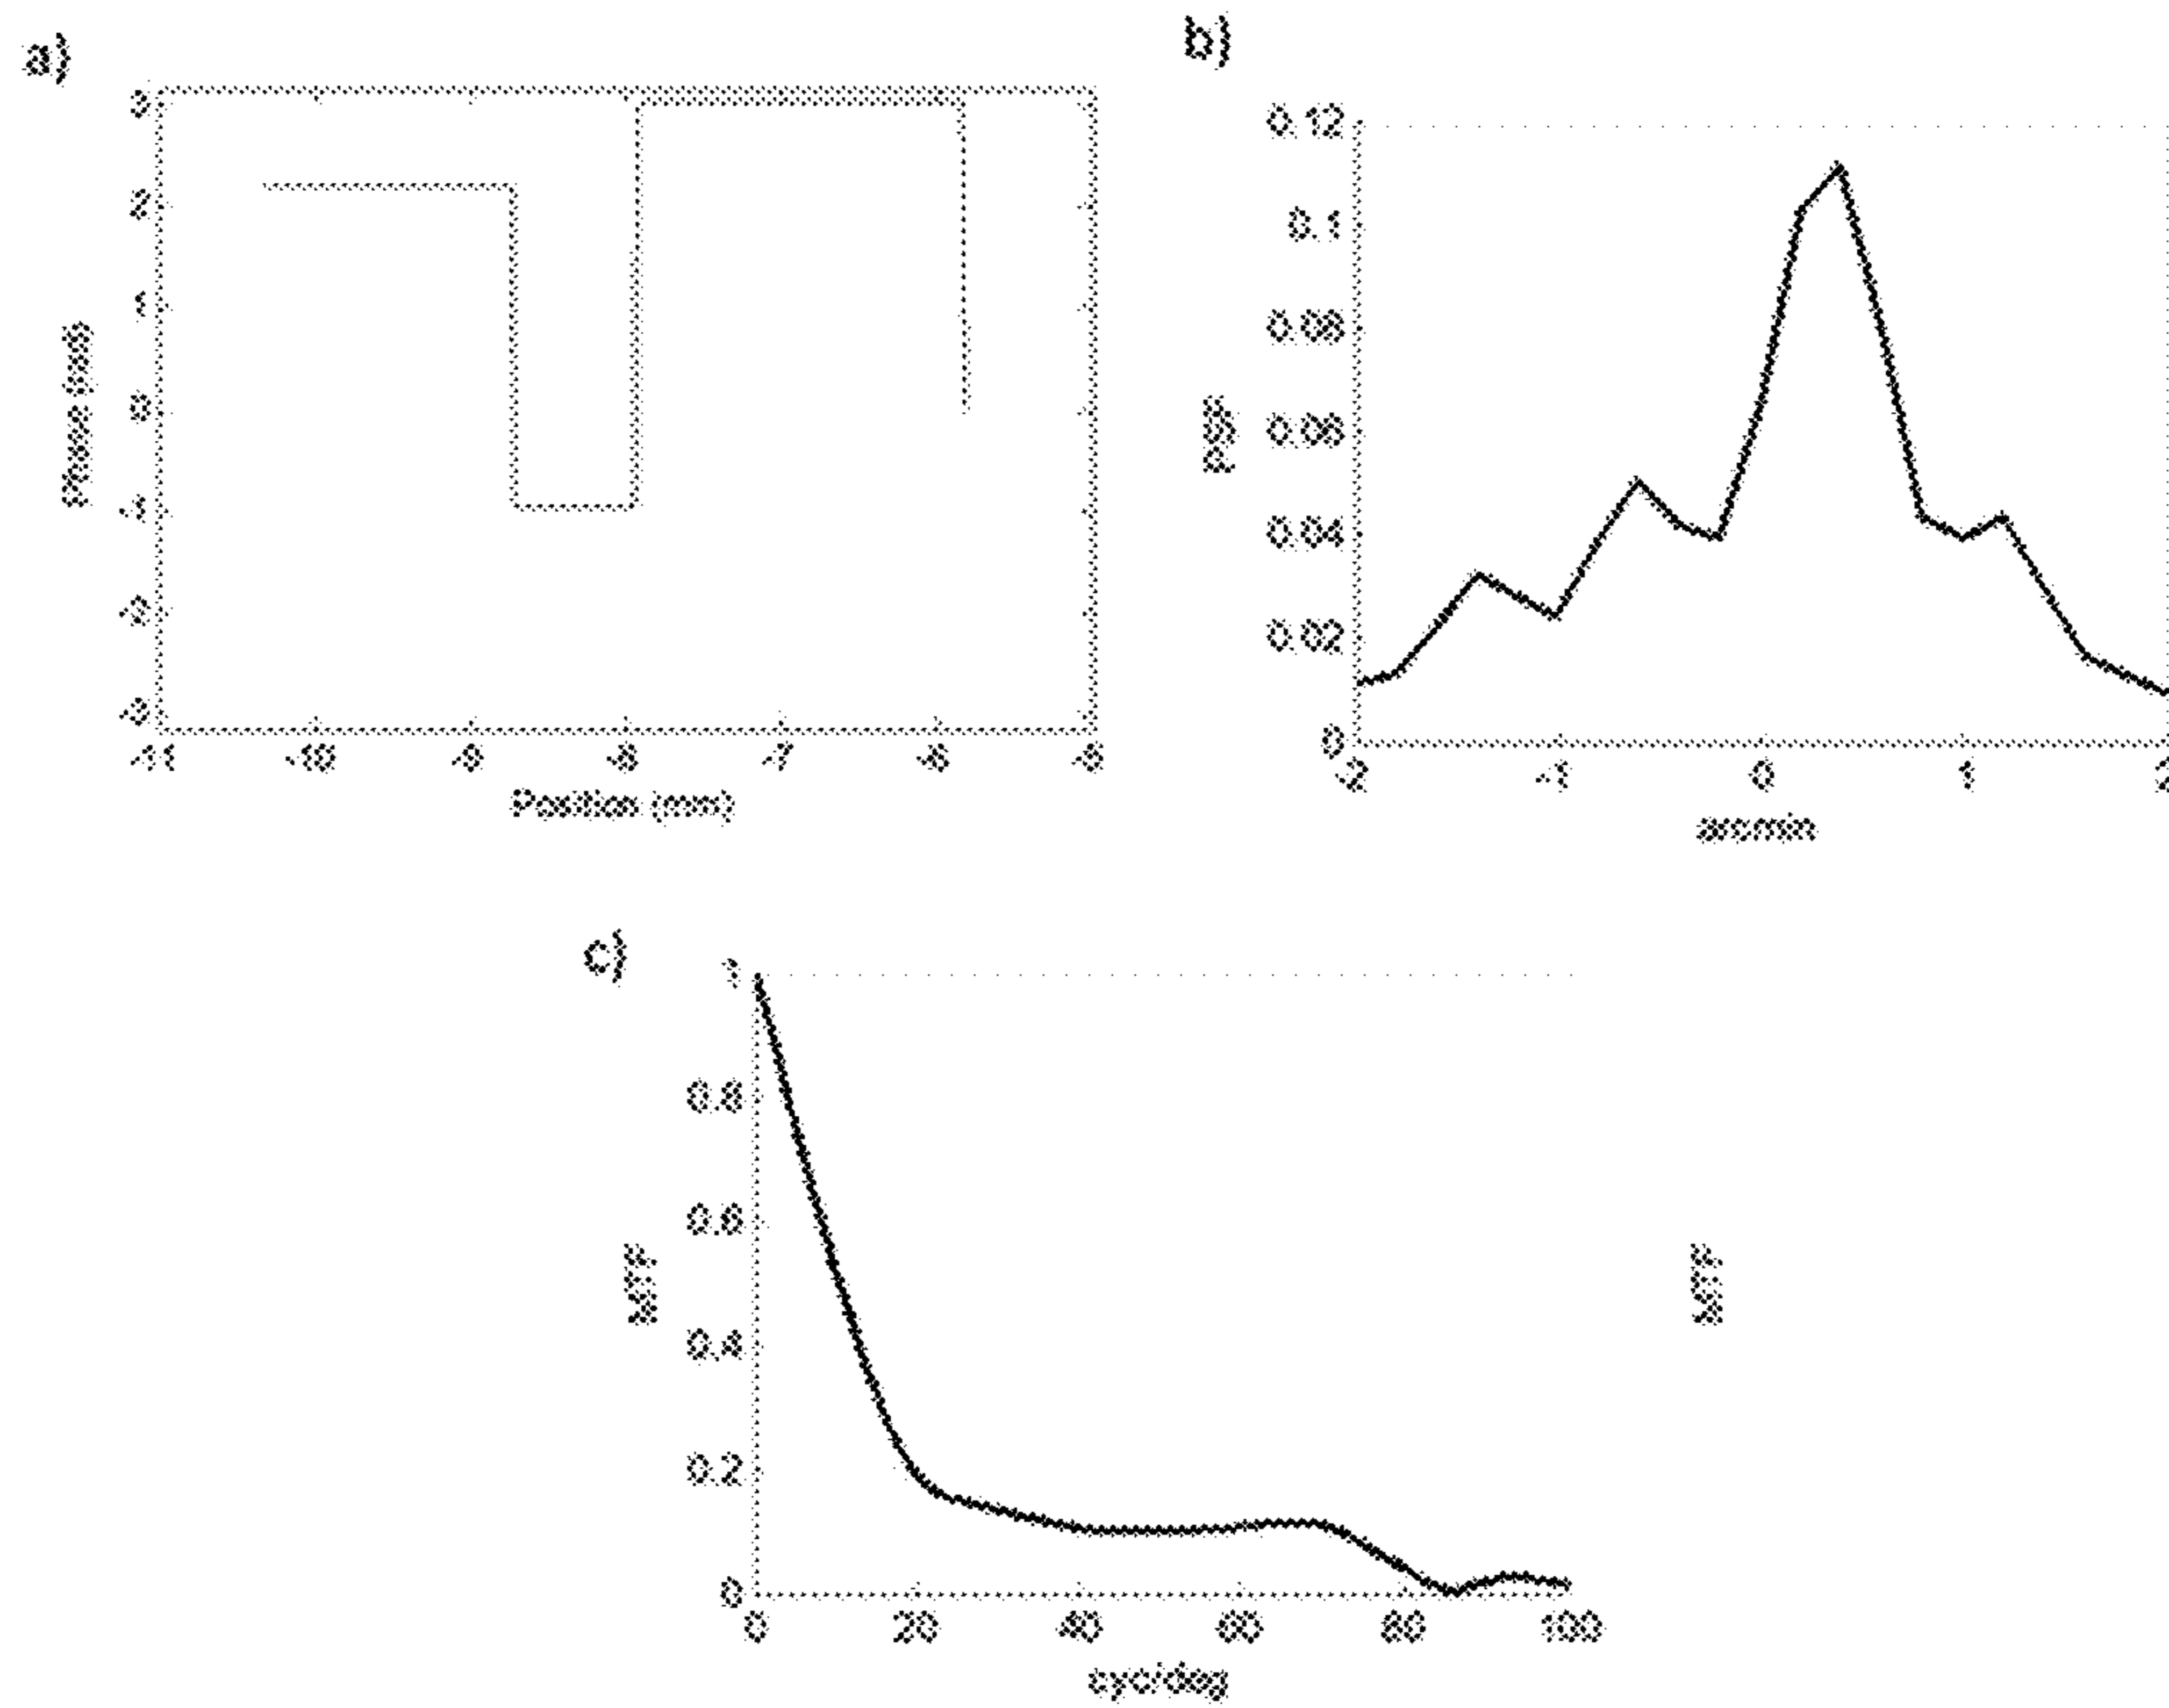 a)
3
2
1
0
-1
-2
-3
Phase (rad)
-11 -10 -9 -8 -7 -6 -5
Position (mm)
b)
0.12
0.1
0.08
0.06
0.04
0.02
0
PSF
-2 -1 0 1 2
arcmin
c)
1
0.8
0.6
0.4
0.2
0
MTF
0 20 40 60 80 100
cyc/deg
MTF